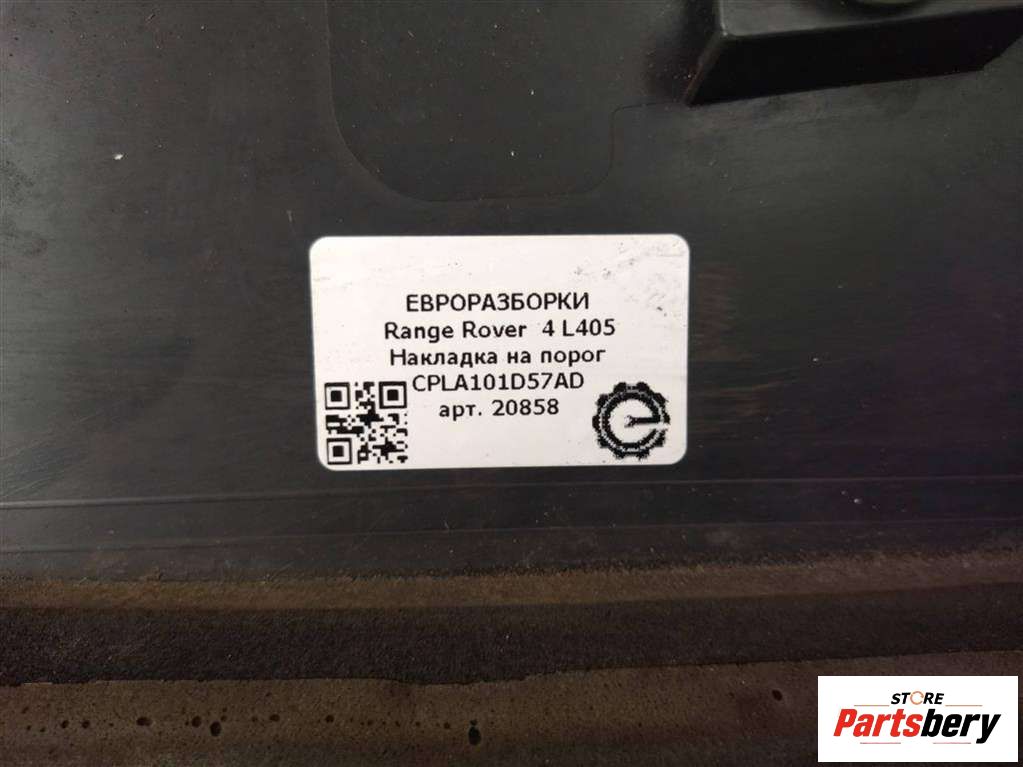 ЕВРОРАЗБОРКИ
Range Rover 4 L405
Накладка на порог
CPLA101D57AD
арт. 20858
STORE
Partsbery